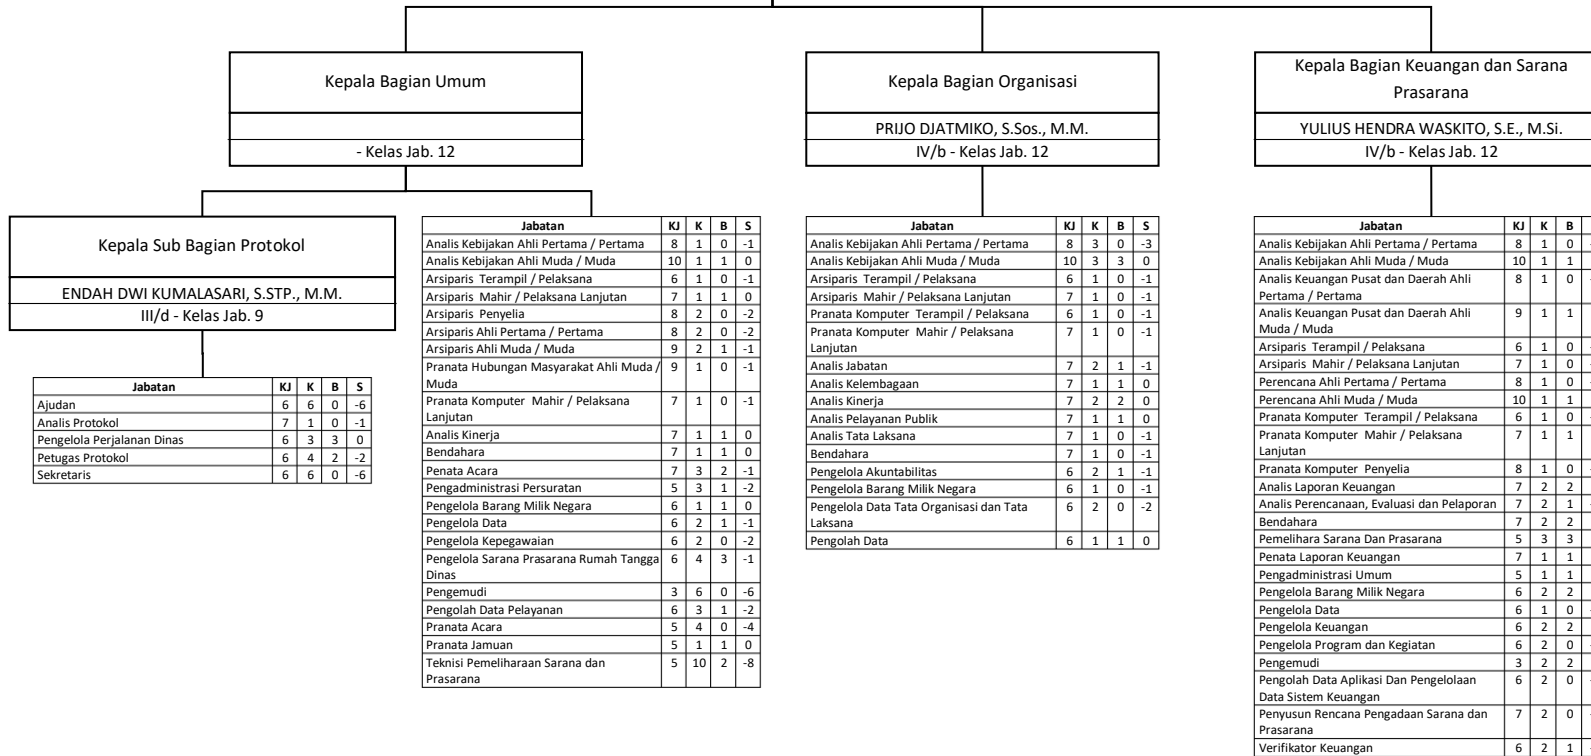 Kepala Bagian Umum
- Kelas Jab. 12
Kepala Bagian Organisasi
PRIJO DJATMIKO, S.Sos., M.M.
IV/b - Kelas Jab. 12
Kepala Bagian Keuangan dan Sarana
Prasarana
YULIUS HENDRA WASKITO, S.E., M.Si.
IV/b - Kelas Jab. 12
Kepala Sub Bagian Protokol
ENDAH DWI KUMALASARI, S.STP., M.M.
III/d - Kelas Jab. 9
Jabatan KJ K B S
Ajudan 6 6 0 -6
Analis Protokol 7 1 0 -1
Pengelola Perjalanan Dinas 6 3 3 0
Petugas Protokol 6 4 2 -2
Sekretaris 6 6 0 -6
Jabatan KJ K B S
Analis Kebijakan Ahli Pertama / Pertama 8 1 0 -1
Analis Kebijakan Ahli Muda / Muda 10 1 1 0
Arsiparis Terampil / Pelaksana 6 1 0 -1
Arsiparis Mahir / Pelaksana Lanjutan 7 1 1 0
Arsiparis Penyelia 8 2 0 -2
Arsiparis Ahli Pertama / Pertama 8 2 0 -2
Arsiparis Ahli Muda / Muda 9 2 1 -1
Pranata Hubungan Masyarakat Ahli Muda / 9 1 0 -1
Muda
Pranata Komputer Mahir / Pelaksana 7 1 0 -1
Lanjutan
Analis Kinerja 7 1 1 0
Bendahara 7 1 1 0
Penata Acara 7 3 2 -1
Pengadministrasi Persuratan 5 3 1 -2
Pengelola Barang Milik Negara 6 1 1 0
Pengelola Data 6 2 1 -1
Pengelola Kepegawaian 6 2 0 -2
Pengelola Sarana Prasarana Rumah Tangga 6 4 3 -1
Dinas
Pengemudi 3 6 0 -6
Pengolah Data Pelayanan 6 3 1 -2
Pranata Acara 5 4 0 -4
Pranata Jamuan 5 1 1 0
Teknisi Pemeliharaan Sarana dan 5 10 2 -8
Prasarana
Jabatan KJ K B S
Analis Kebijakan Ahli Pertama / Pertama 8 3 0 -3
Analis Kebijakan Ahli Muda / Muda 10 3 3 0
Arsiparis Terampil / Pelaksana 6 1 0 -1
Arsiparis Mahir / Pelaksana Lanjutan 7 1 0 -1
Pranata Komputer Terampil / Pelaksana 6 1 0 -1
Pranata Komputer Mahir / Pelaksana 7 1 0 -1
Lanjutan
Analis Jabatan 7 2 1 -1
Analis Kelembagaan 7 1 1 0
Analis Kinerja 7 2 2 0
Analis Pelayanan Publik 7 1 1 0
Analis Tata Laksana 7 1 0 -1
Bendahara 7 1 0 -1
Pengelola Akuntabilitas 6 2 1 -1
Pengelola Barang Milik Negara 6 1 0 -1
Pengelola Data Tata Organisasi dan Tata 6 2 0 -2
Laksana
Pengolah Data 6 1 1 0
Jabatan KJ K B
Analis Kebijakan Ahli Pertama / Pertama 8 1 0
Analis Kebijakan Ahli Muda / Muda 10 1 1
Analis Keuangan Pusat dan Daerah Ahli 8 1 0
Pertama / Pertama
Analis Keuangan Pusat dan Daerah Ahli 9 1 1
Muda / Muda
Arsiparis Terampil / Pelaksana 6 1 0
Arsiparis Mahir / Pelaksana Lanjutan 7 1 0
Perencana Ahli Pertama / Pertama 8 1 0
Perencana Ahli Muda / Muda 10 1 1
Pranata Komputer Terampil / Pelaksana 6 1 0
Pranata Komputer Mahir / Pelaksana 7 1 1
Lanjutan
Pranata Komputer Penyelia 8 1 0
Analis Laporan Keuangan 7 2 2
Analis Perencanaan, Evaluasi dan Pelaporan 7 2 1
Bendahara 7 2 2
Pemelihara Sarana Dan Prasarana 5 3 3
Penata Laporan Keuangan 7 1 1
Pengadministrasi Umum 5 1 1
Pengelola Barang Milik Negara 6 2 2
Pengelola Data 6 1 0
Pengelola Keuangan 6 2 2
Pengelola Program dan Kegiatan 6 2 0
Pengemudi 3 2 2
Pengolah Data Aplikasi Dan Pengelolaan 6 2 0
Data Sistem Keuangan
Penyusun Rencana Pengadaan Sarana dan 7 2 0
Prasarana
Verifikator Keuangan 6 2 1